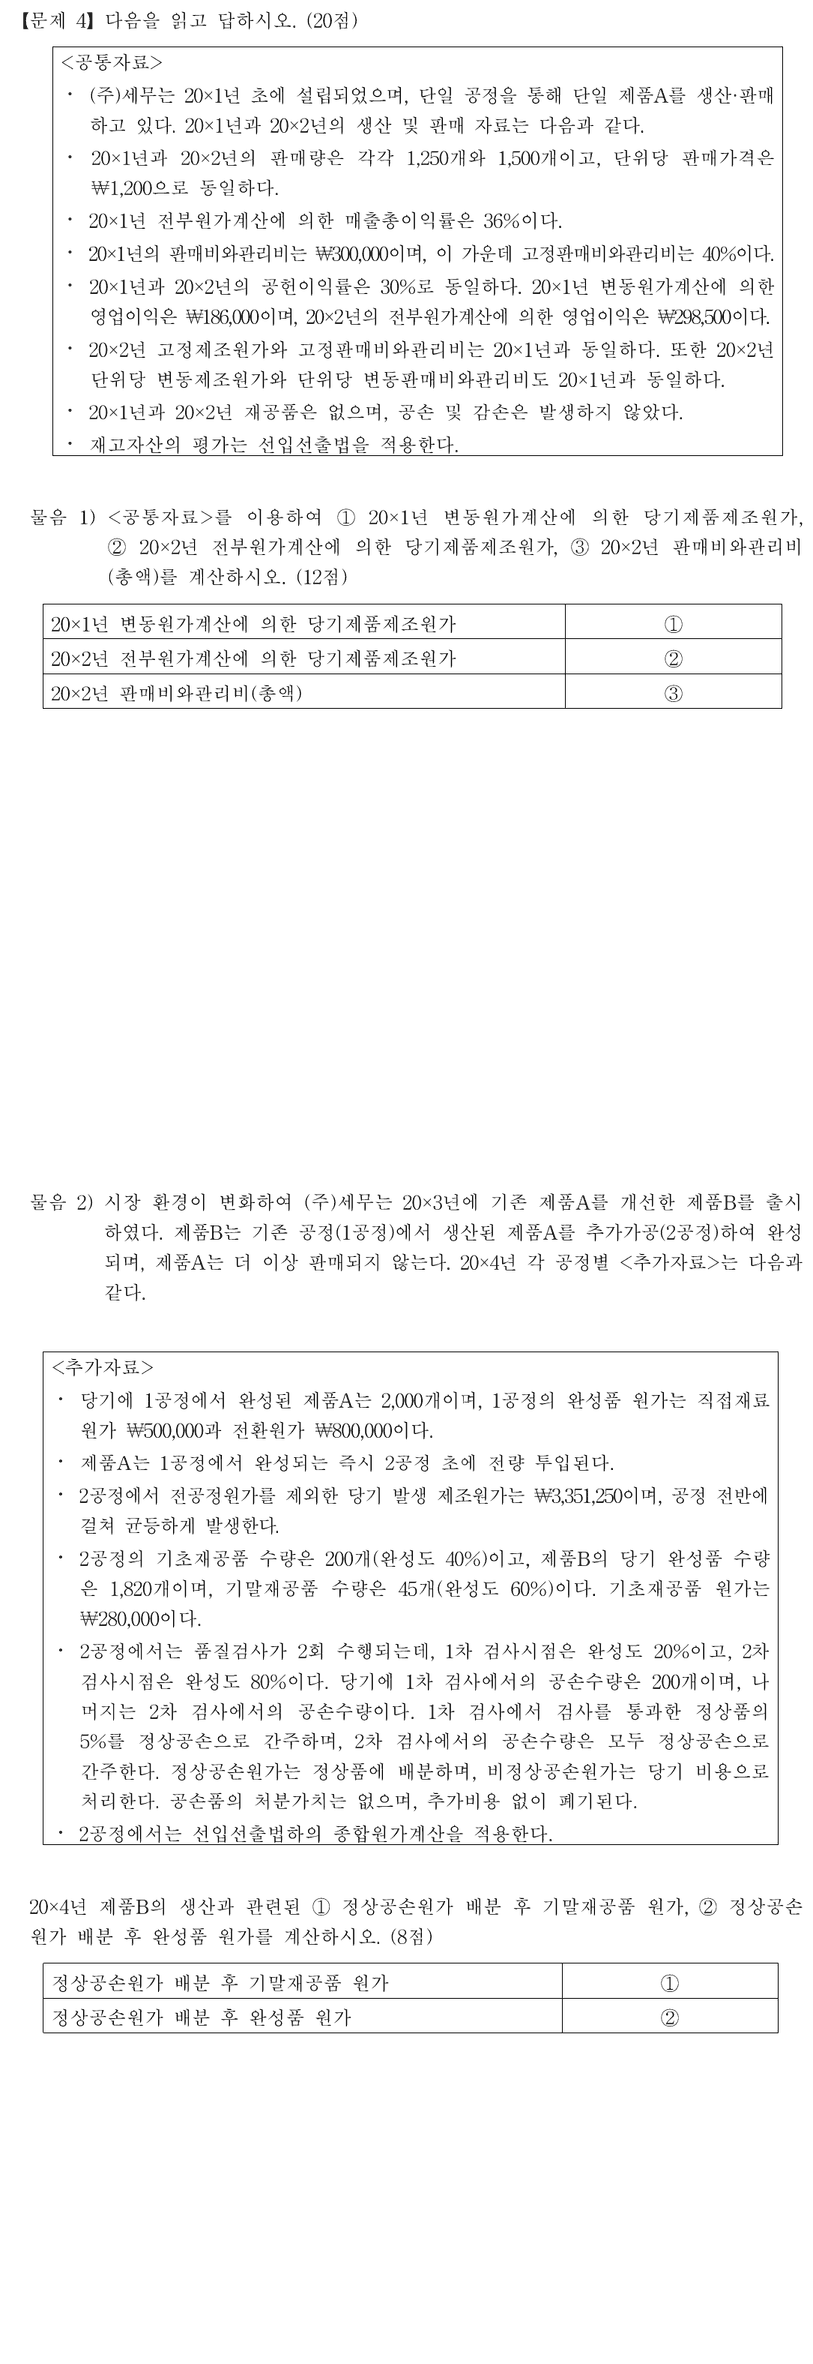 【문제 4】 다음을 읽고 답하시오. (20점)
<공통자료>
· (주)세무는 20×1년 초에 설립되었으며, 단일 공정을 통해 단일 제품A를 생산·판매
하고 있다. 20×1년과 20×2년의 생산 및 판매 자료는 다음과 같다.
· 20×1년과 20×2년의 판매량은 각각 1,250개와 1,500개이고, 단위당 판매가격은
₩1,200으로 동일하다.
· 20×1년 전부원가계산에 의한 매출총이익률은 36%이다.
· 20×1년의 판매비와관리비는 ₩300,000이며, 이 가운데 고정판매비와관리비는 40%이다.
· 20×1년과 20×2년의 공헌이익률은 30%로 동일하다. 20×1년 변동원가계산에 의한
영업이익은 ₩186,000이며, 20×2년의 전부원가계산에 의한 영업이익은 ₩298,500이다.
· 20×2년 고정제조원가와 고정판매비와관리비는 20×1년과 동일하다. 또한 20×2년
단위당 변동제조원가와 단위당 변동판매비와관리비도 20×1년과 동일하다.
· 20×1년과 20×2년 재공품은 없으며, 공손 및 감손은 발생하지 않았다.
· 재고자산의 평가는 선입선출법을 적용한다.
물음 1) <공통자료>를 이용하여 ① 20×1년 변동원가계산에 의한 당기제품제조원가,
② 20×2년 전부원가계산에 의한 당기제품제조원가, ③ 20×2년 판매비와관리비
(총액)를 계산하시오. (12점)
20×1년 변동원가계산에 의한 당기제품제조원가 ①
20×2년 전부원가계산에 의한 당기제품제조원가 ②
20×2년 판매비와관리비(총액) ③
물음 2) 시장 환경이 변화하여 (주)세무는 20×3년에 기존 제품A를 개선한 제품B를 출시
하였다. 제품B는 기존 공정(1공정)에서 생산된 제품A를 추가가공(2공정)하여 완성
되며, 제품A는 더 이상 판매되지 않는다. 20×4년 각 공정별 <추가자료>는 다음과
같다.
<추가자료>
· 당기에 1공정에서 완성된 제품A는 2,000개이며, 1공정의 완성품 원가는 직접재료
원가 ₩500,000과 전환원가 ₩800,000이다.
· 제품A는 1공정에서 완성되는 즉시 2공정 초에 전량 투입된다.
· 2공정에서 전공정원가를 제외한 당기 발생 제조원가는 ₩3,351,250이며, 공정 전반에
걸쳐 균등하게 발생한다.
· 2공정의 기초재공품 수량은 200개(완성도 40%)이고, 제품B의 당기 완성품 수량
은 1,820개이며, 기말재공품 수량은 45개(완성도 60%)이다. 기초재공품 원가는
₩280,000이다.
· 2공정에서는 품질검사가 2회 수행되는데, 1차 검사시점은 완성도 20%이고, 2차
검사시점은 완성도 80%이다. 당기에 1차 검사에서의 공손수량은 200개이며, 나
머지는 2차 검사에서의 공손수량이다. 1차 검사에서 검사를 통과한 정상품의
5%를 정상공손으로 간주하며, 2차 검사에서의 공손수량은 모두 정상공손으로
간주한다. 정상공손원가는 정상품에 배분하며, 비정상공손원가는 당기 비용으로
처리한다. 공손품의 처분가치는 없으며, 추가비용 없이 폐기된다.
· 2공정에서는 선입선출법하의 종합원가계산을 적용한다.
20×4년 제품B의 생산과 관련된 ① 정상공손원가 배분 후 기말재공품 원가, ② 정상공손
원가 배분 후 완성품 원가를 계산하시오. (8점)
정상공손원가 배분 후 기말재공품 원가 ①
정상공손원가 배분 후 완성품 원가 ②